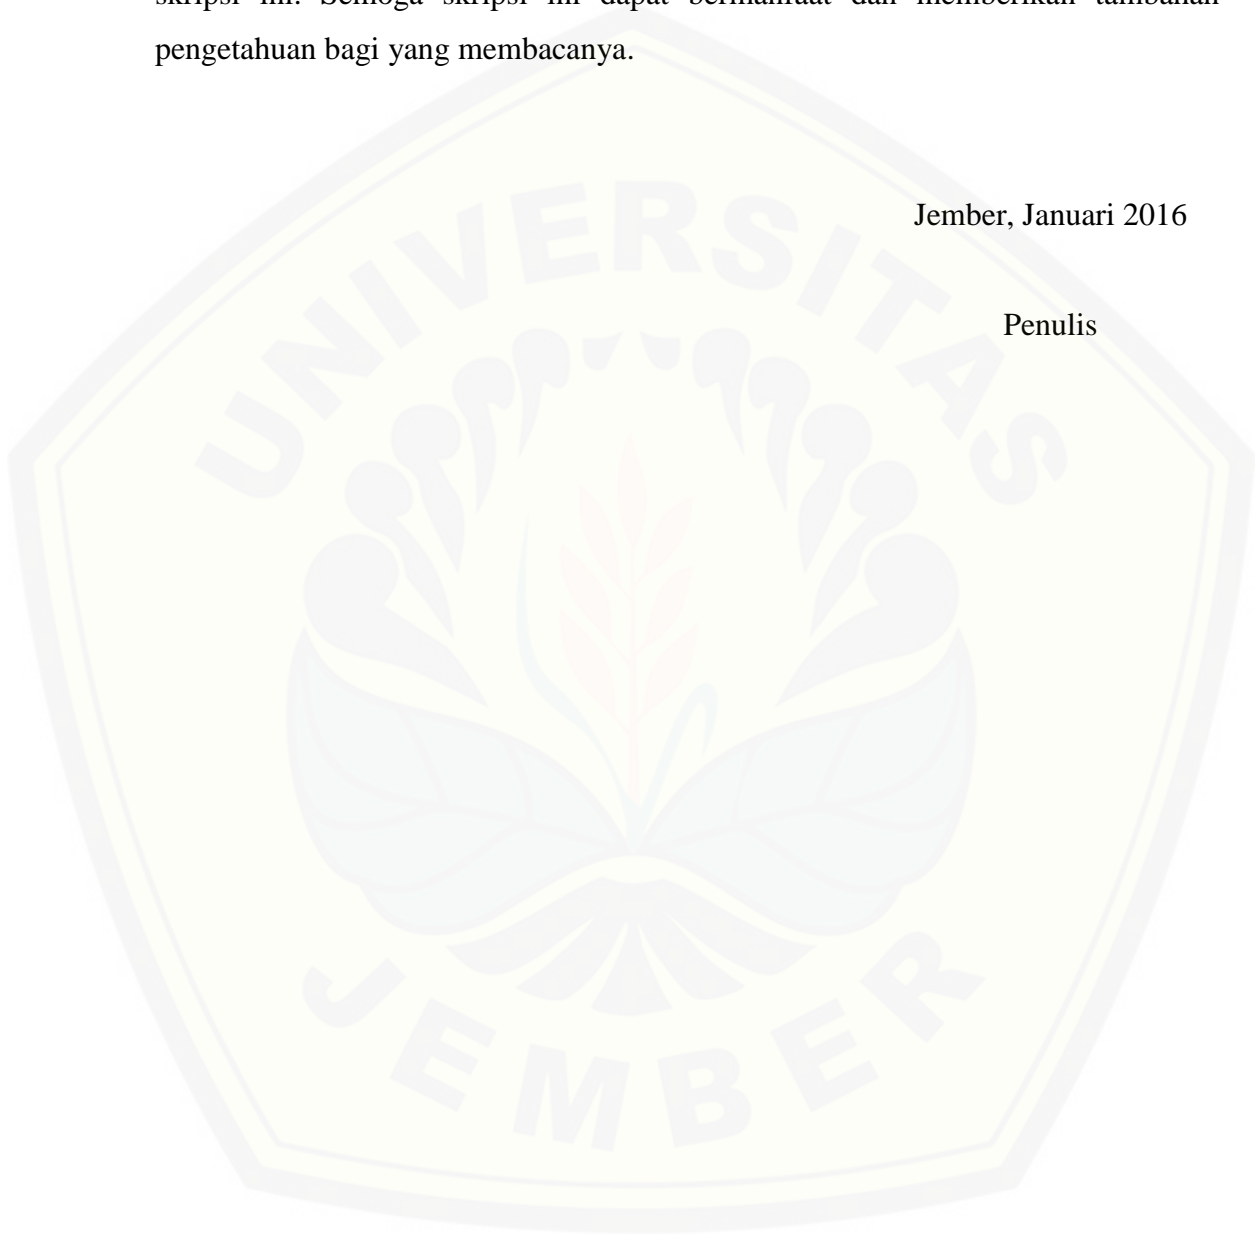 skripsi ini. Semoga skripsi ini dapat bermanfaat dan memberikan tambahan
pengetahuan bagi yang membacanya.
Jember, Januari 2016
Penulis
UNIVERSITAS
JEMBER